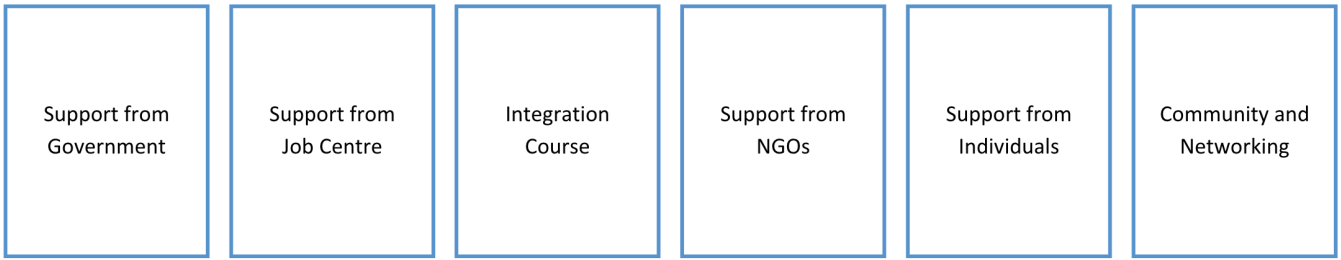 Support from
Government
Support from
Job Centre
Integration
Course
Support from
NGOs
Support from
Individuals
Community and
Networking